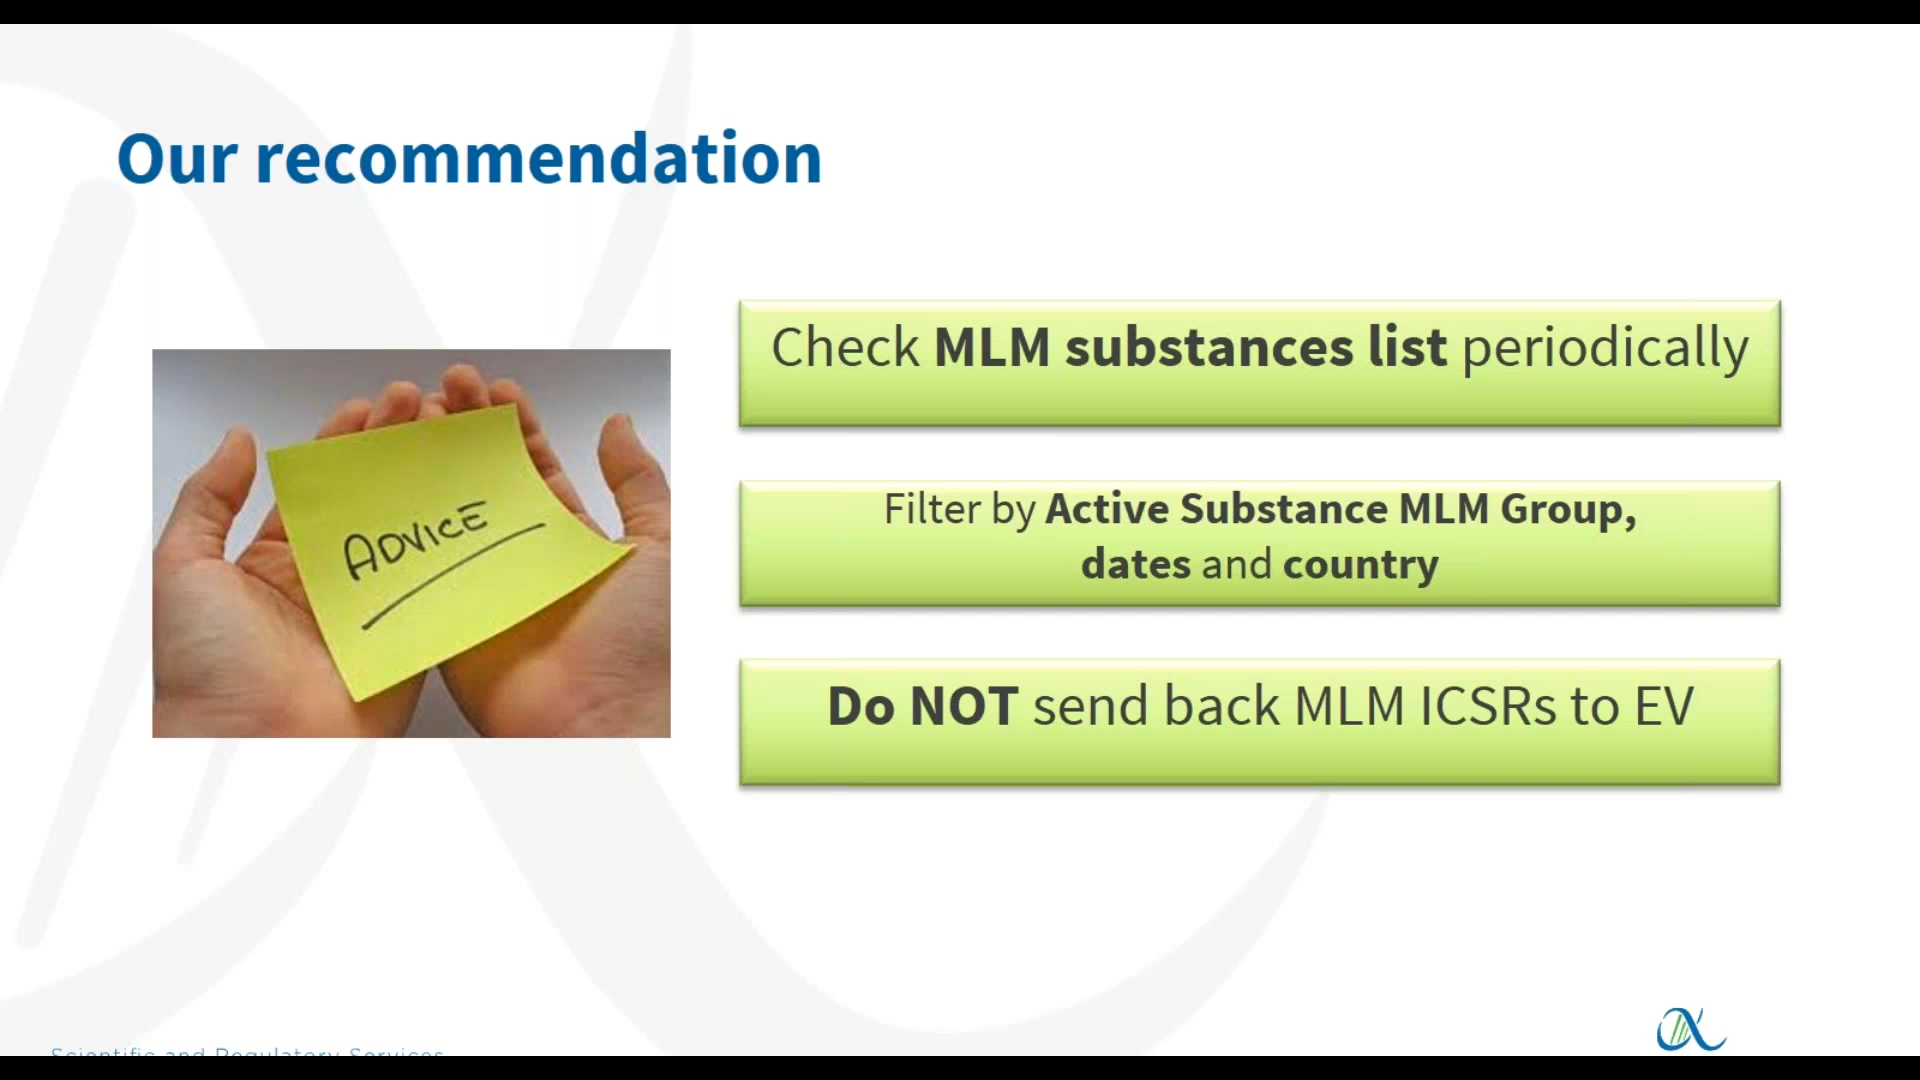 Our recommendation
ADVICE
Check MLM substances list periodically
Filter by Active Substance MLM Group,
dates and country
Do NOT send back MLM ICSRs to EV
Scientific and Regulatory Services